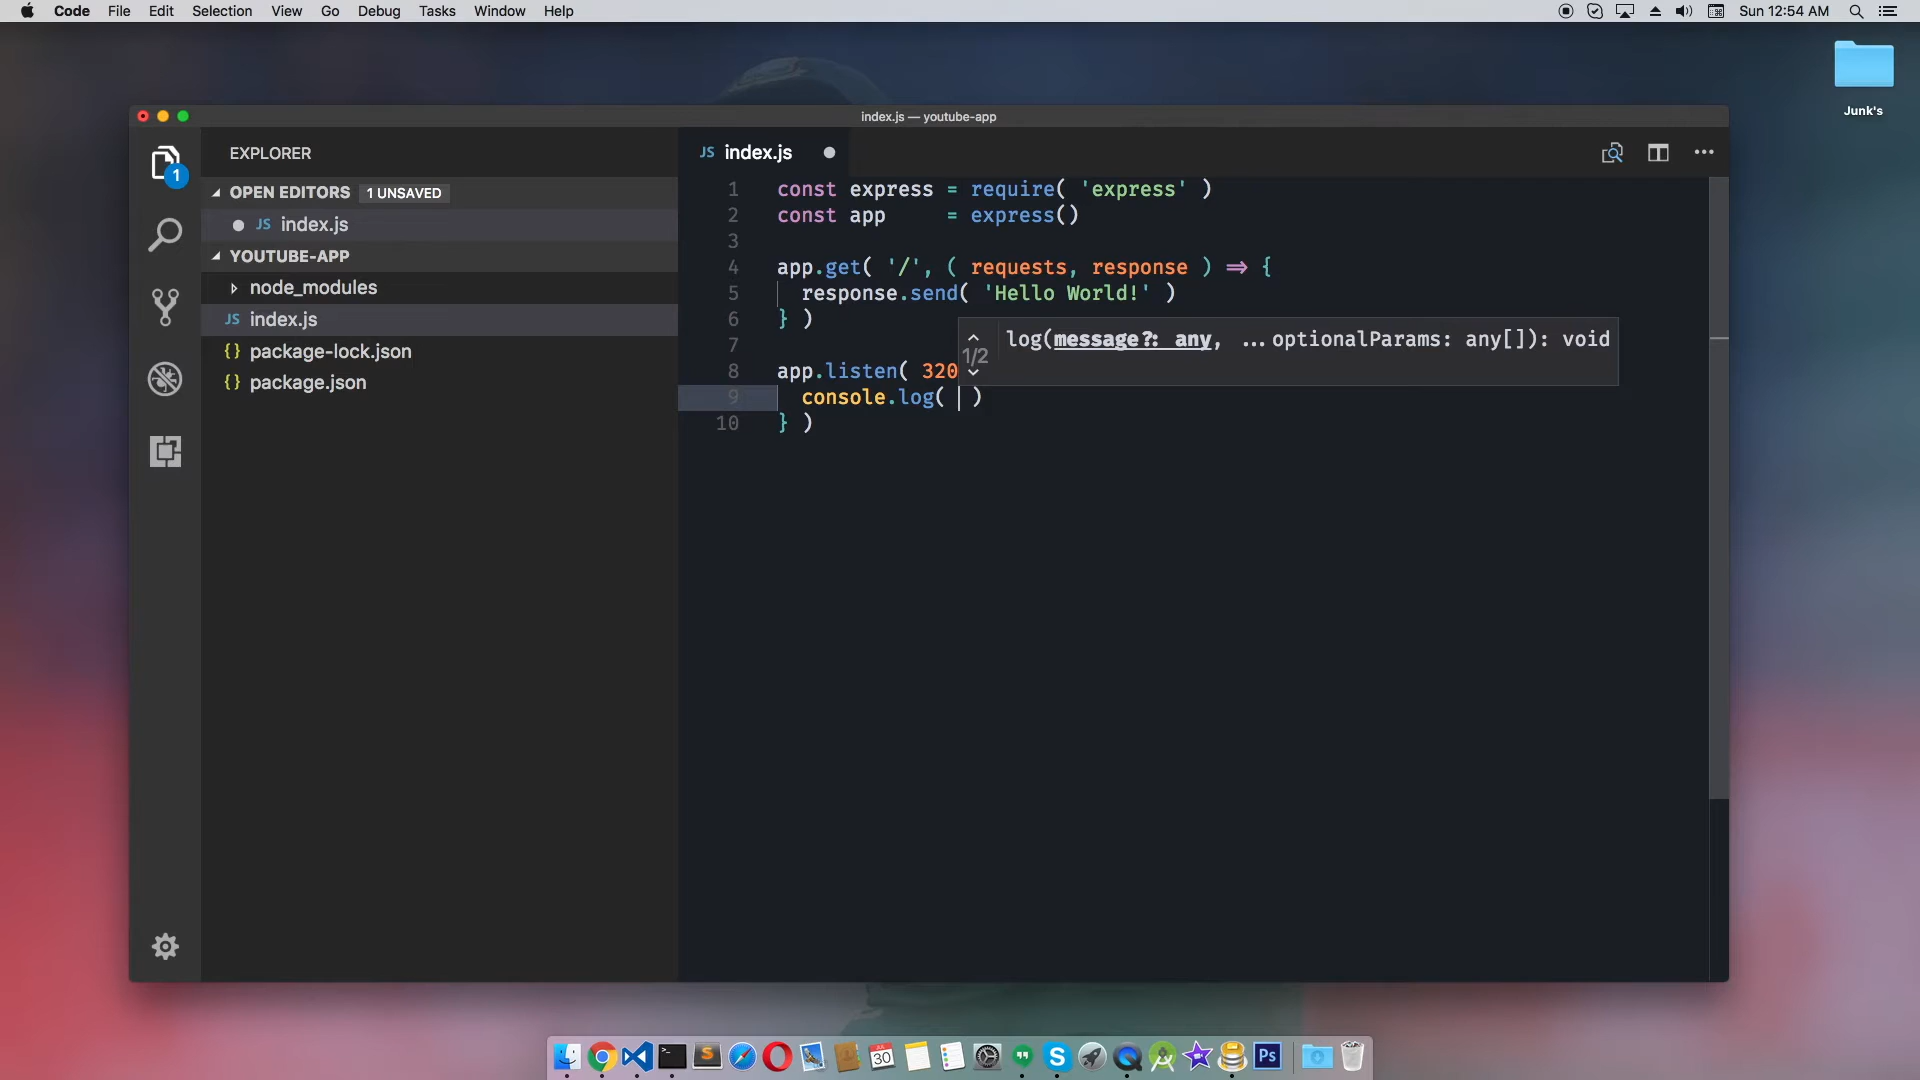 Code File Edit Selection View Go Debug Tasks Window Help Sun 12:54 AM
Junk's
index.js — youtube-app
EXPLORER
OPEN EDITORS 1 UNSAVED
JS index.js
YOUTUBE-APP
node_modules
JS index.js
{} package-lock.json
{} package.json
1
JS index.js
1 const express = require( 'express' )
2 const app = express()
3
4 app.get( '/', ( requests, response ) => {
5 response.send( 'Hello World!' )
6 } )
7
8 app.listen( 320
9 console.log( )
10 } )
1/2 log(message?: any, ...optionalParams: any[]): void
JUL 30
Ps